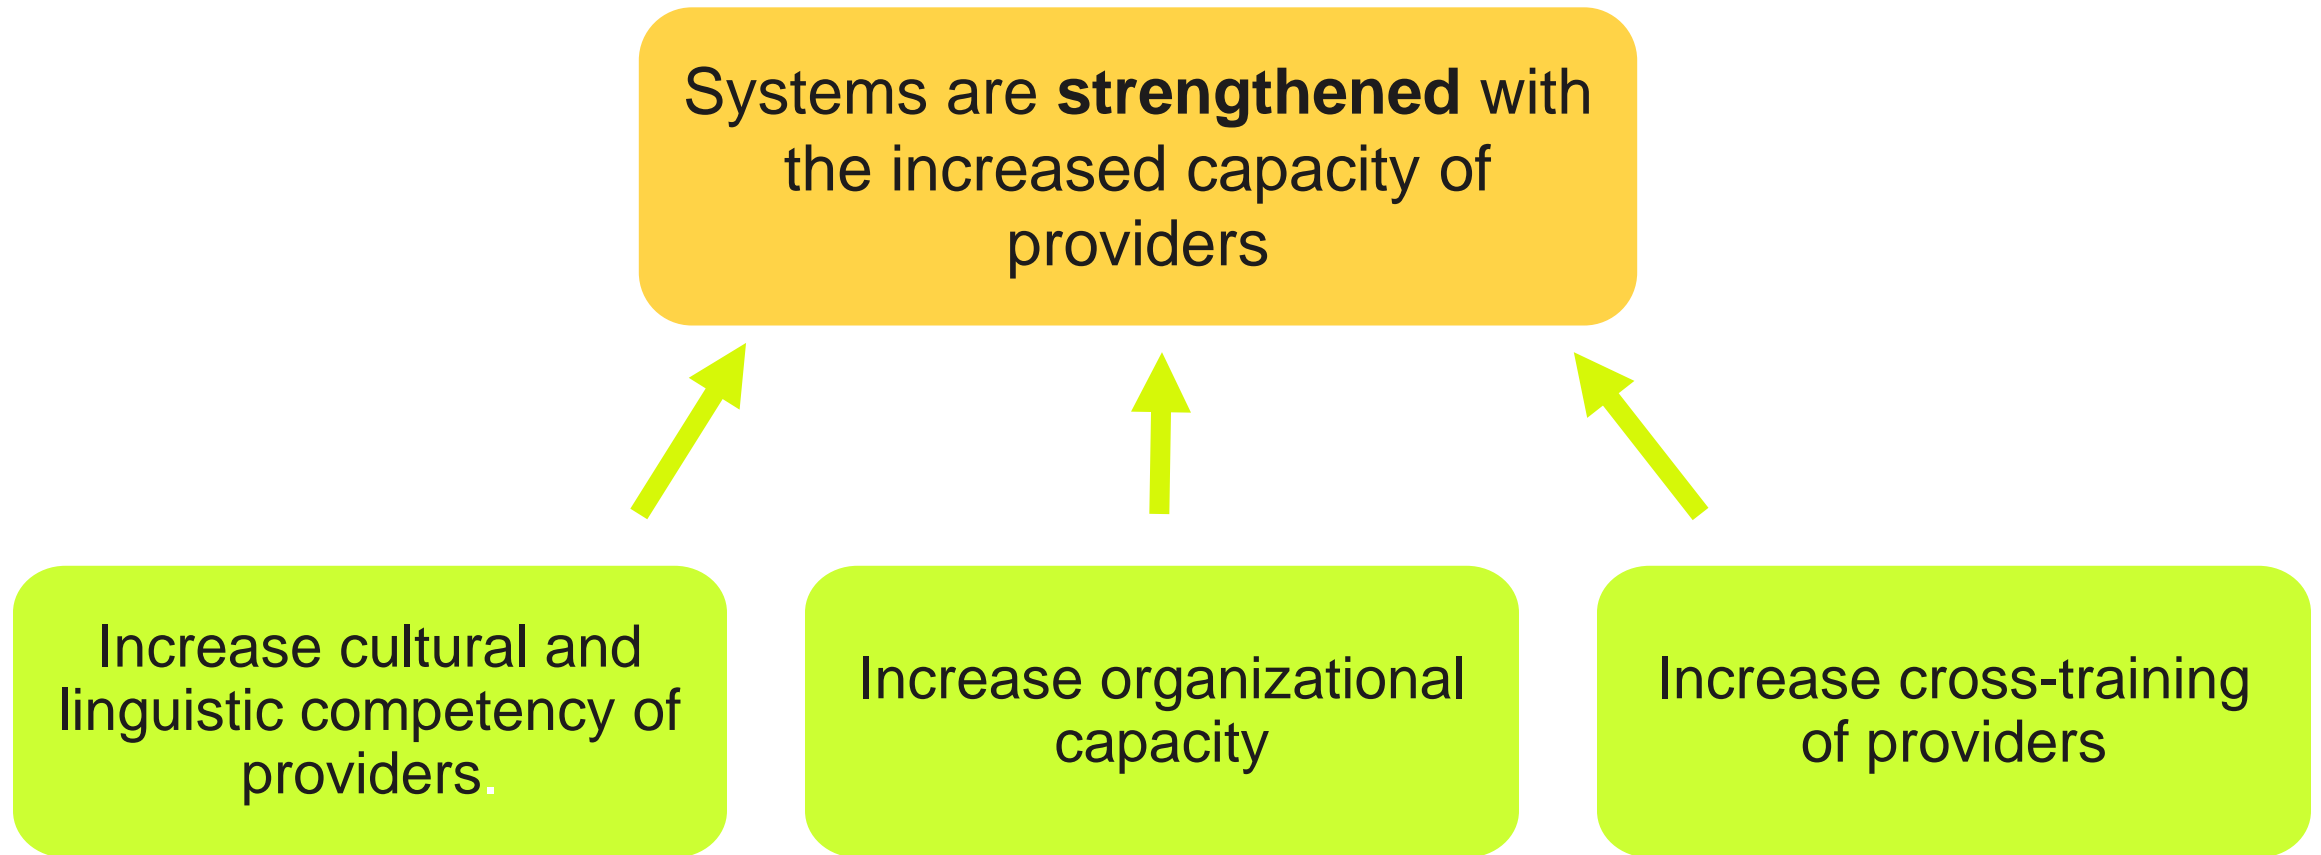 Systems are strengthened with
the increased capacity of
providers
Increase cultural and
linguistic competency of
providers.
Increase organizational
capacity
Increase cross-training
of providers